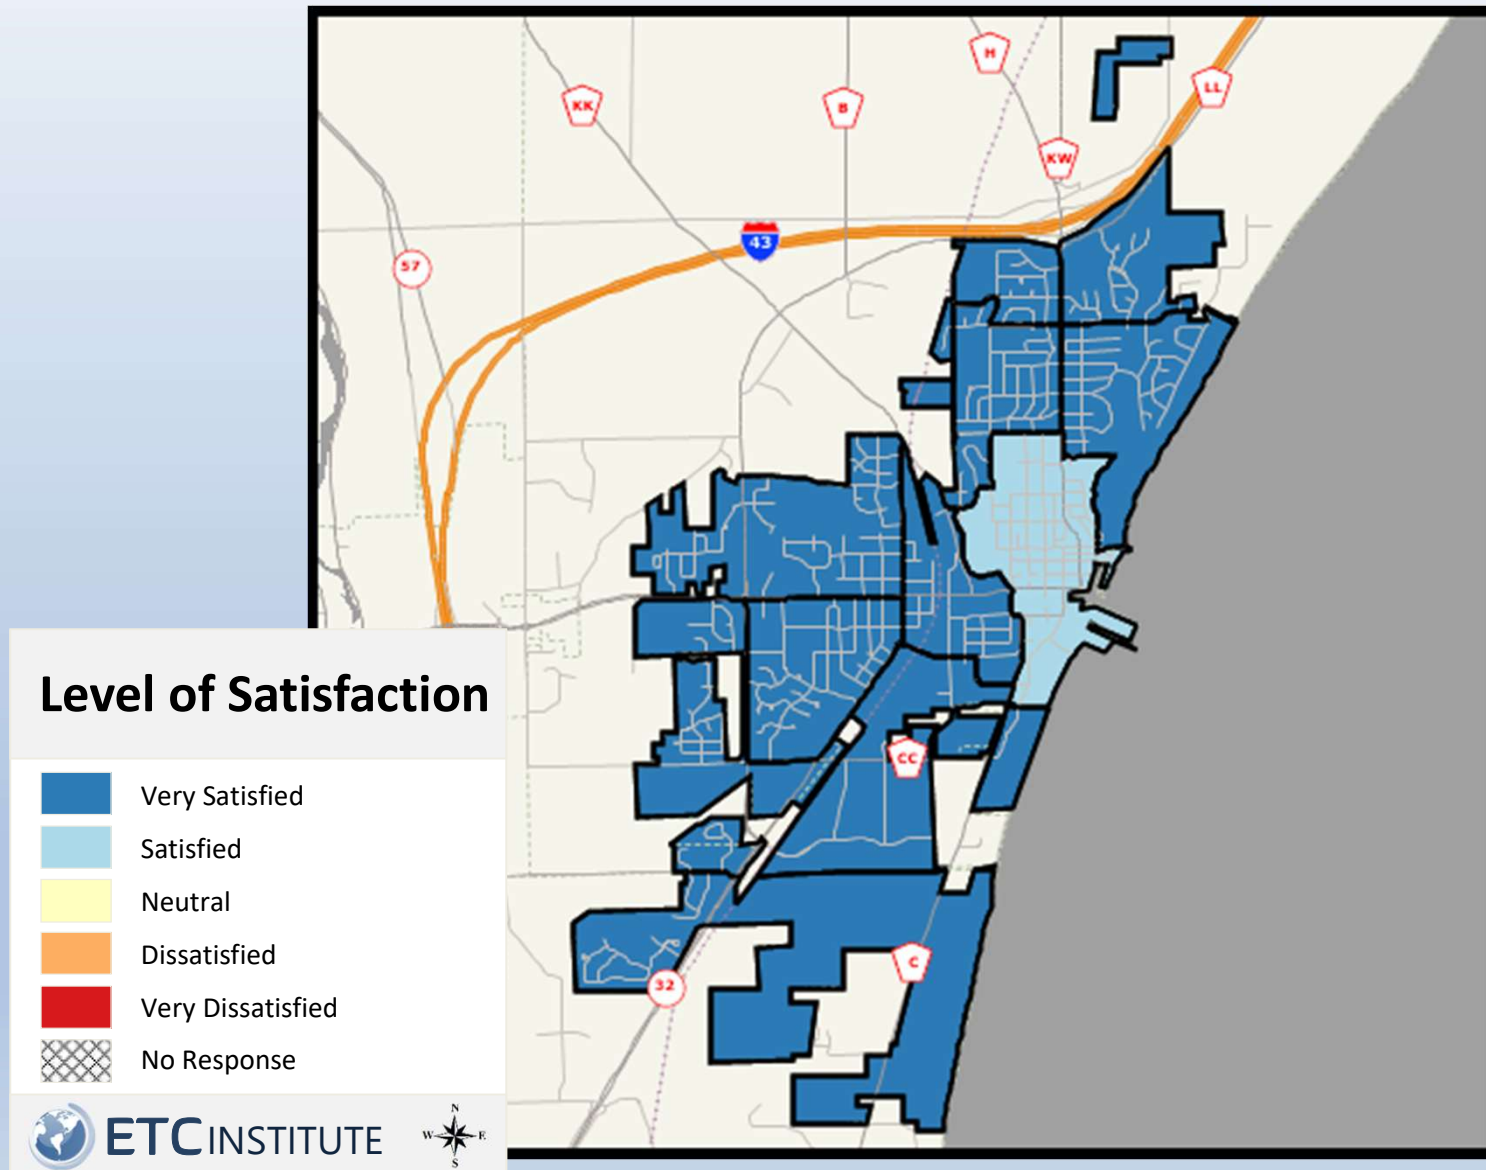 H
LL
KK
B
KW
43
57
CC
C
32
Level of Satisfaction
Very Satisfied
Satisfied
Neutral
Dissatisfied
Very Dissatisfied
No Response
ETC INSTITUTE
N
W E
S